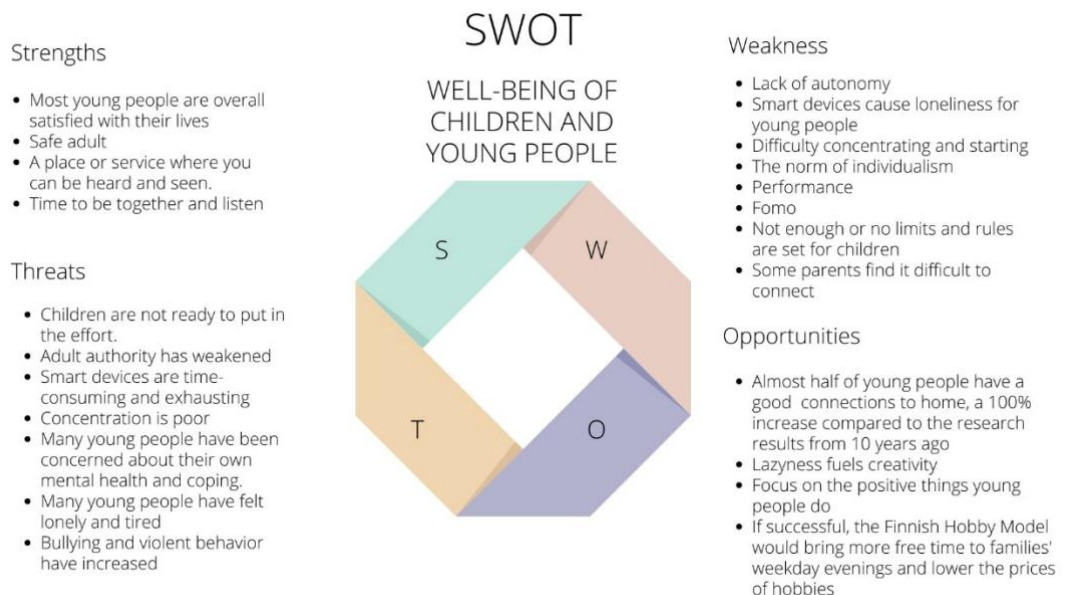 SWOT
WELL-BEING OF
CHILDREN AND
YOUNG PEOPLE
Strengths
• Most young people are overall
satisfied with their lives
• Safe adult
• A place or service where you
can be heard and seen.
• Time to be together and listen
Weakness
• Lack of autonomy
• Smart devices cause loneliness for
young people
• Difficulty concentrating and starting
• The norm of individualism
• Performance
• Fomo
• Not enough or no limits and rules
are set for children
• Some parents find it difficult to
connect
Threats
• Children are not ready to put in
the effort.
• Adult authority has weakened
• Smart devices are time-
consuming and exhausting
• Concentration is poor
• Many young people have been
concerned about their own
mental health and coping.
• Many young people have felt
lonely and tired
• Bullying and violent behavior
have increased
Opportunities
• Almost half of young people have a
good connections to home, a 100%
increase compared to the research
results from 10 years ago
• Lazyness fuels creativity
• Focus on the positive things young
people do
• If successful, the Finnish Hobby Model
would bring more free time to families'
weekday evenings and lower the prices
of hobbies
S
W
T
O